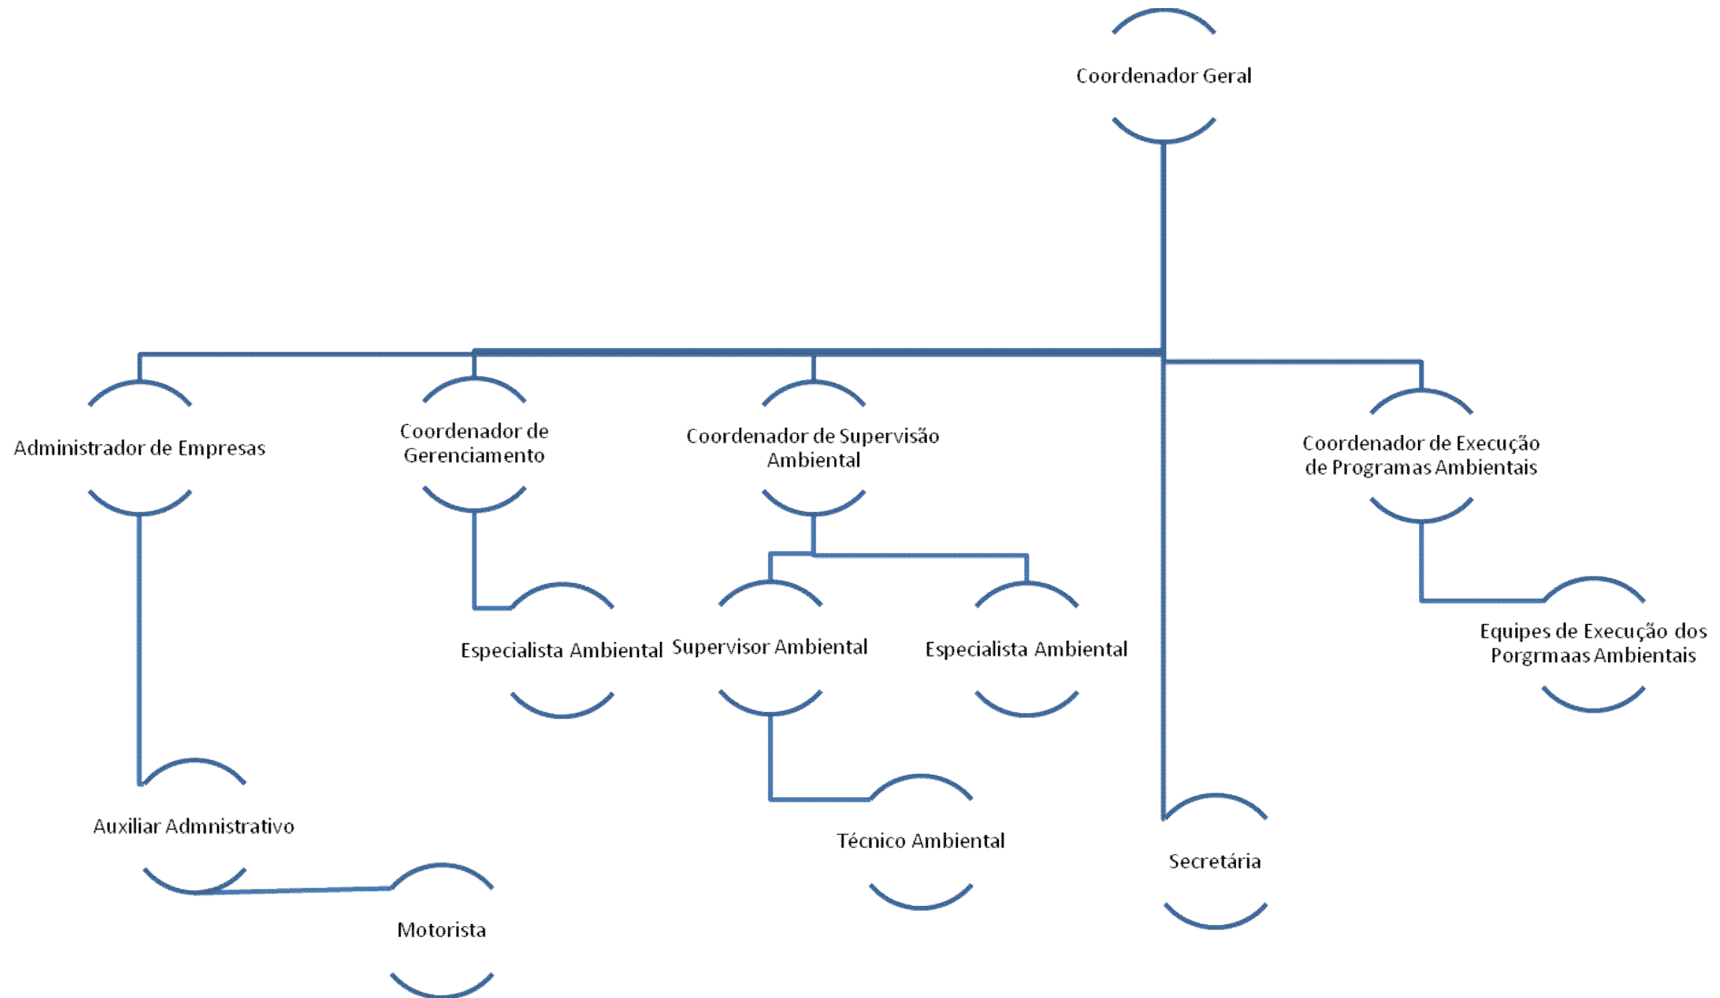 Coordenador Geral
Administrador de Empresas
Coordenador de
Gerenciamento
Coordenador de Supervisão
Ambiental
Coordenador de Execução
de Programas Ambientais
Especialista Ambiental
Supervisor Ambiental
Especialista Ambiental
Equipes de Execução dos
Porgrmaas Ambientais
Auxiliar Admnistrativo
Técnico Ambiental
Secretária
Motorista